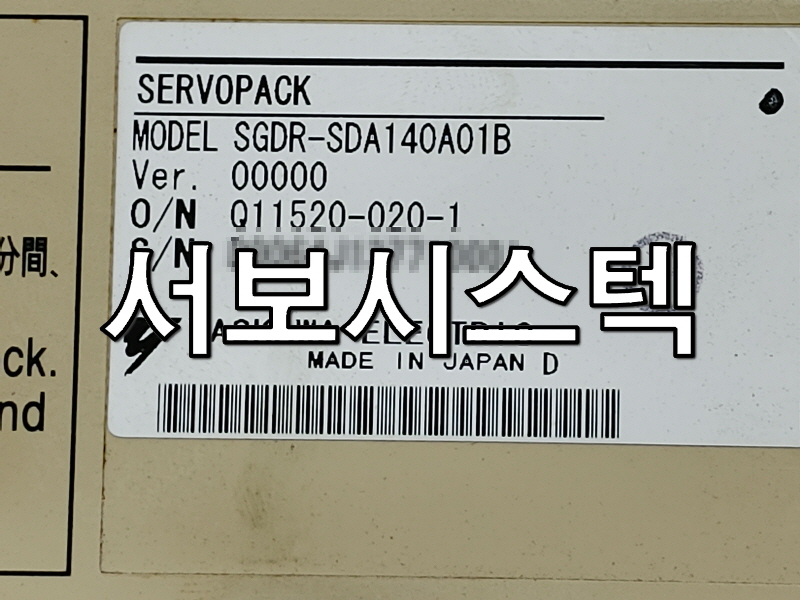 SERVOPACK
MODEL SGDR-SDA140A01B
Ver. 00000
O/N Q11520-020-1
S/N
서보시스텍
ELECTRIC
MADE IN JAPAN D
分間、
ck.
nd